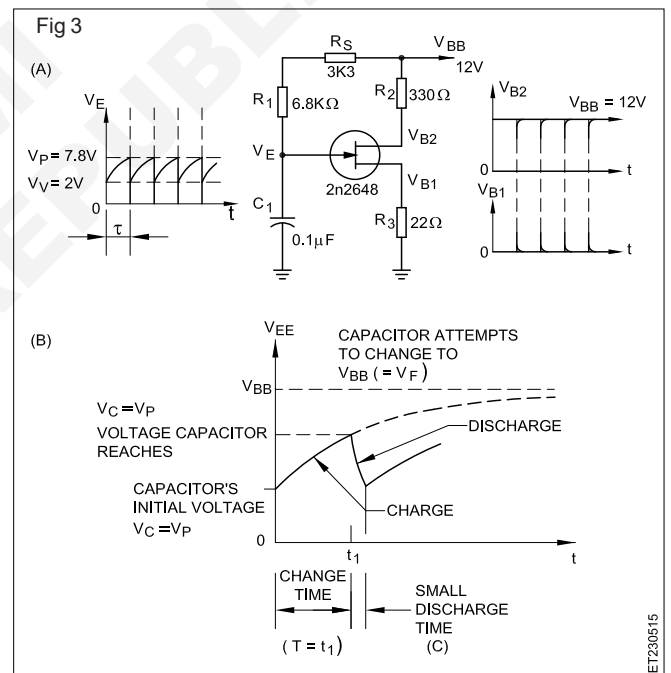 Fig 3
(A)
V_E
V_P = 7.8V
V_V = 2V
0
t
τ
R_S
3K3
V_BB
12V
R_1
6.8KΩ
R_2
330Ω
V_B2
V_E
2n2648
V_B1
C_1
0.1µF
R_3
22Ω
V_B2
V_BB = 12V
0
t
V_B1
0
t
(B)
V_EE
CAPACITOR ATTEMPTS
TO CHANGE TO
V_BB ( = V_F )
V_BB
V_C = V_P
VOLTAGE CAPACITOR
REACHES
DISCHARGE
CAPACITOR'S
INITIAL VOLTAGE
V_C = V_P
CHARGE
0
t_1
t
CHANGE
TIME
( T = t_1 )
SMALL
DISCHARGE
TIME
(C)
ET230515